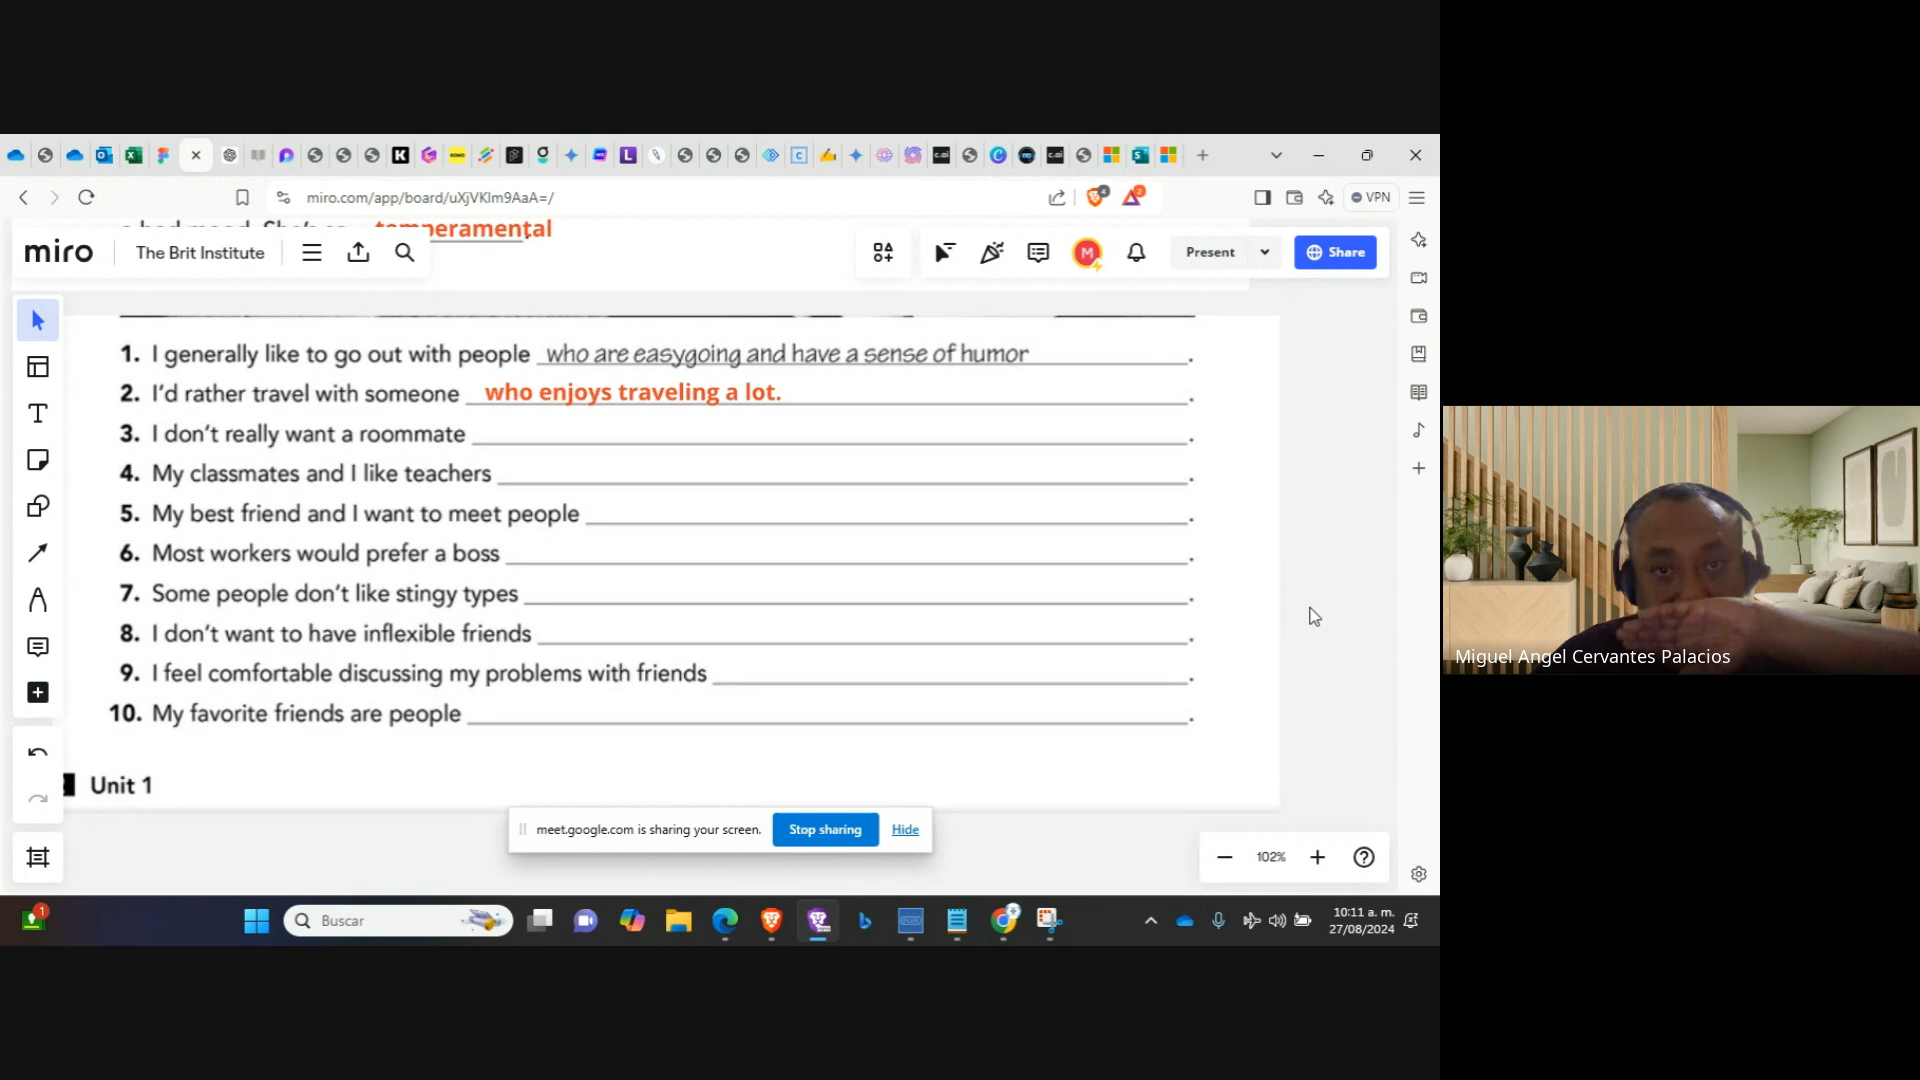 miro.com/app/board/uXjVKlm9AaA=/
VPN
temperamental
miro
The Brit Institute
Present
Share
1. I generally like to go out with people who are easygoing and have a sense of humor.
2. I'd rather travel with someone who enjoys traveling a lot. .
3. I don't really want a roommate .
4. My classmates and I like teachers .
5. My best friend and I want to meet people .
6. Most workers would prefer a boss .
7. Some people don't like stingy types .
8. I don't want to have inflexible friends .
9. I feel comfortable discussing my problems with friends .
10. My favorite friends are people .
Unit 1
meet.google.com is sharing your screen.
Stop sharing
Hide
102%
Miguel Angel Cervantes Palacios
Buscar
10:11 a. m.
27/08/2024